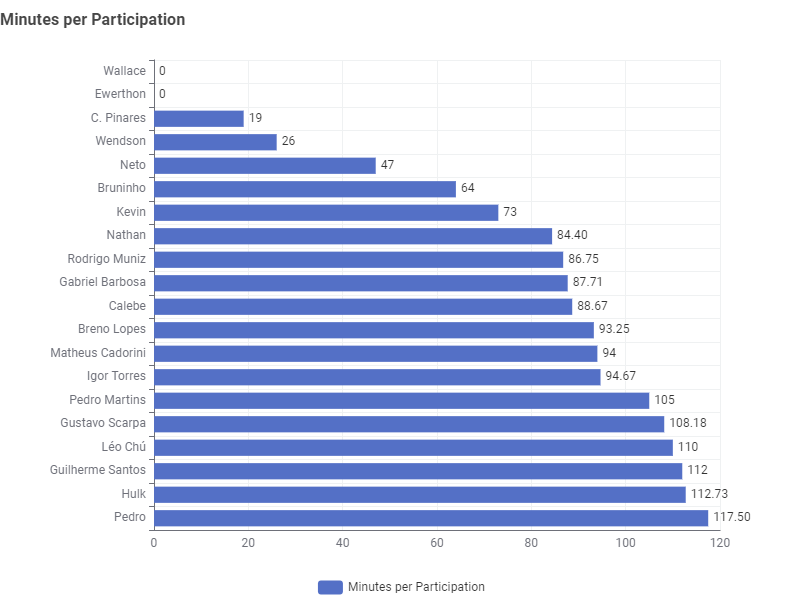 Minutes per Participation
Wallace 0
Ewerthon 0
C. Pinares 19
Wendson 26
Neto 47
Bruninho 64
Kevin 73
Nathan 84.40
Rodrigo Muniz 86.75
Gabriel Barbosa 87.71
Calebe 88.67
Breno Lopes 93.25
Matheus Cadorini 94
Igor Torres 94.67
Pedro Martins 105
Gustavo Scarpa 108.18
Léo Chú 110
Guilherme Santos 112
Hulk 112.73
Pedro 117.50
0 20 40 60 80 100 120
Minutes per Participation